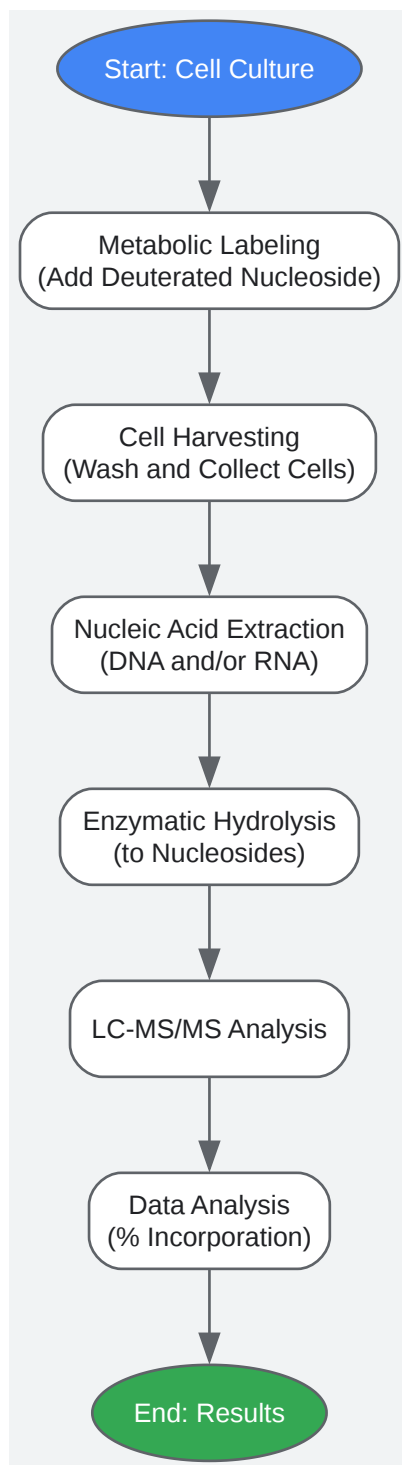 Start: Cell Culture
Metabolic Labeling
(Add Deuterated Nucleoside)
Cell Harvesting
(Wash and Collect Cells)
Nucleic Acid Extraction
(DNA and/or RNA)
Enzymatic Hydrolysis
(to Nucleosides)
LC-MS/MS Analysis
Data Analysis
(% Incorporation)
End: Results